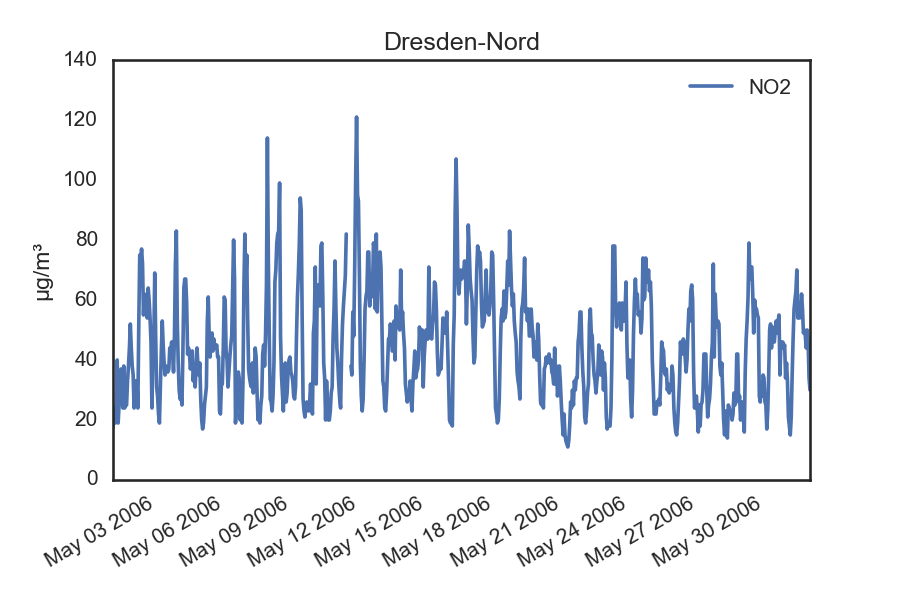 Dresden-Nord
NO2
µg/m³
140
120
100
80
60
40
20
0
May 03 2006
May 06 2006
May 09 2006
May 12 2006
May 15 2006
May 18 2006
May 21 2006
May 24 2006
May 27 2006
May 30 2006